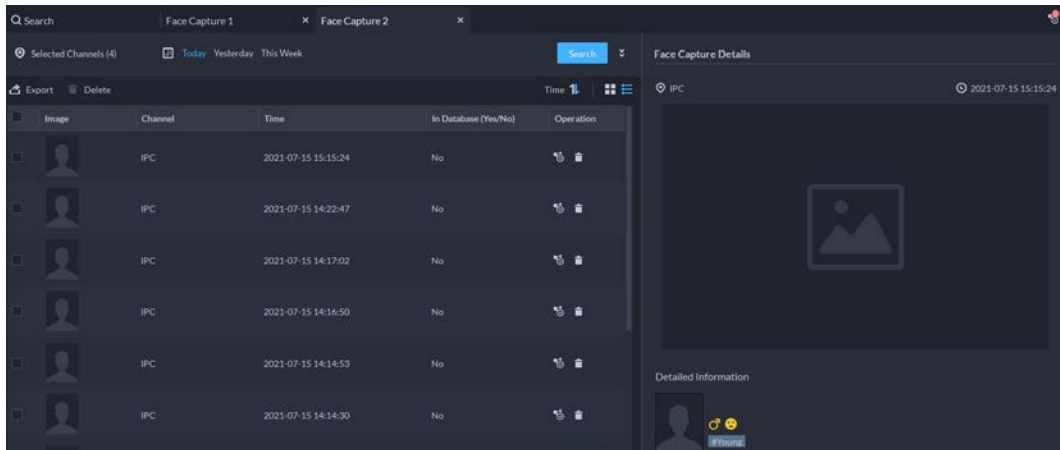 Search Face Capture 1 × Face Capture 2 ×
Selected Channels (4) Today Yesterday This Week Search
Face Capture Details
Export Delete Time
IPC 2021-07-15 15:15:24
Image Channel Time In Database (Yes/No) Operation
IPC 2021-07-15 15:15:24 No
IPC 2021-07-15 14:22:47 No
IPC 2021-07-15 14:17:02 No
IPC 2021-07-15 14:16:50 No
IPC 2021-07-15 14:14:53 No
Detailed Information
IPC 2021-07-15 14:14:30 No
#Young